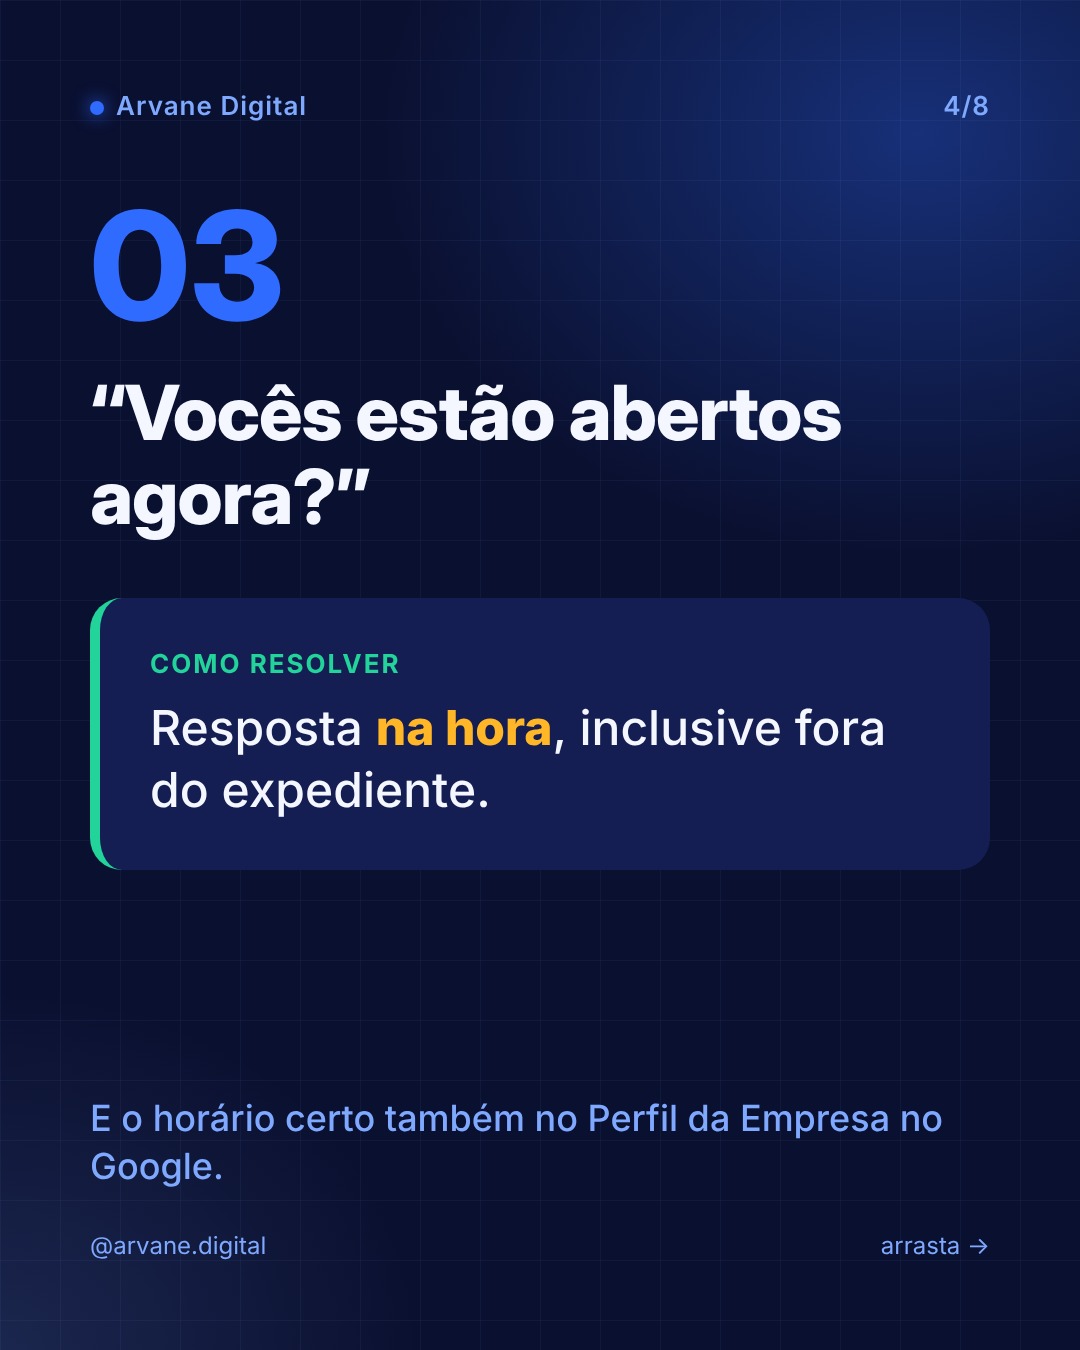 Arvane Digital
4/8
03
“Vocês estão abertos
agora?”
COMO RESOLVER
Resposta na hora, inclusive fora
do expediente.
E o horário certo também no Perfil da Empresa no
Google.
@arvane.digital
arrasta →